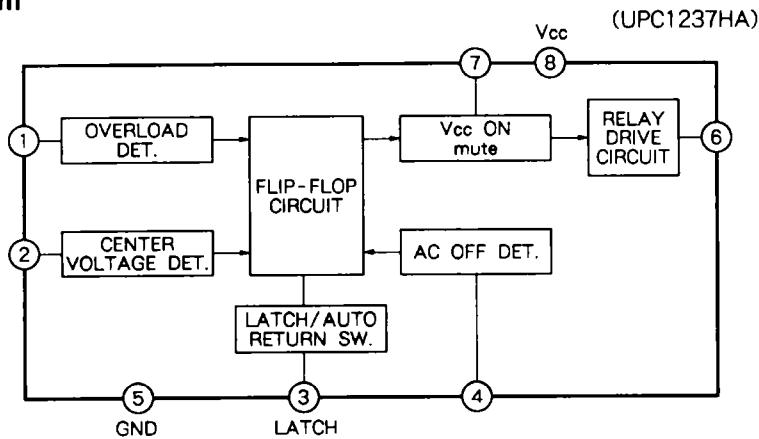 (UPC1237HA)
Vcc
7
8
1
OVERLOAD
DET.
FLIP-FLOP
CIRCUIT
Vcc ON
mute
RELAY
DRIVE
CIRCUIT
6
2
CENTER
VOLTAGE DET.
AC OFF DET.
LATCH/AUTO
RETURN SW.
5
3
4
GND
LATCH